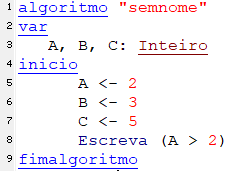 1 algoritmo "semnome"
2 var
3 A, B, C: Inteiro
4 inicio
5 A <- 2
6 B <- 3
7 C <- 5
8 Escreva (A > 2)
9 fimalgoritmo